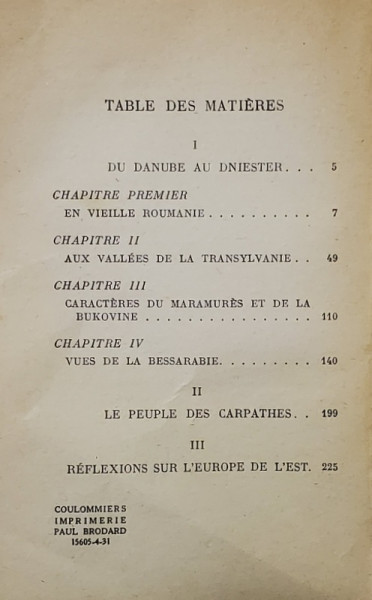 TABLE DES MATIÈRES
I
DU DANUBE AU DNIESTER. . . 5
CHAPITRE PREMIER
EN VIEILLE ROUMANIE . . . . . . . . . . 7
CHAPITRE II
AUX VALLÉES DE LA TRANSYLVANIE . . 49
CHAPITRE III
CARACTÈRES DU MARAMURÈS ET DE LA
BUKOVINE . . . . . . . . . . . . . . . . . 110
CHAPITRE IV
VUES DE LA BESSARABIE. . . . . . . . . 140
II
LE PEUPLE DES CARPATHES. . 199
III
RÉFLEXIONS SUR L'EUROPE DE L'EST. 225
COULOMMIERS
IMPRIMERIE
PAUL BRODARD
15605-4-31